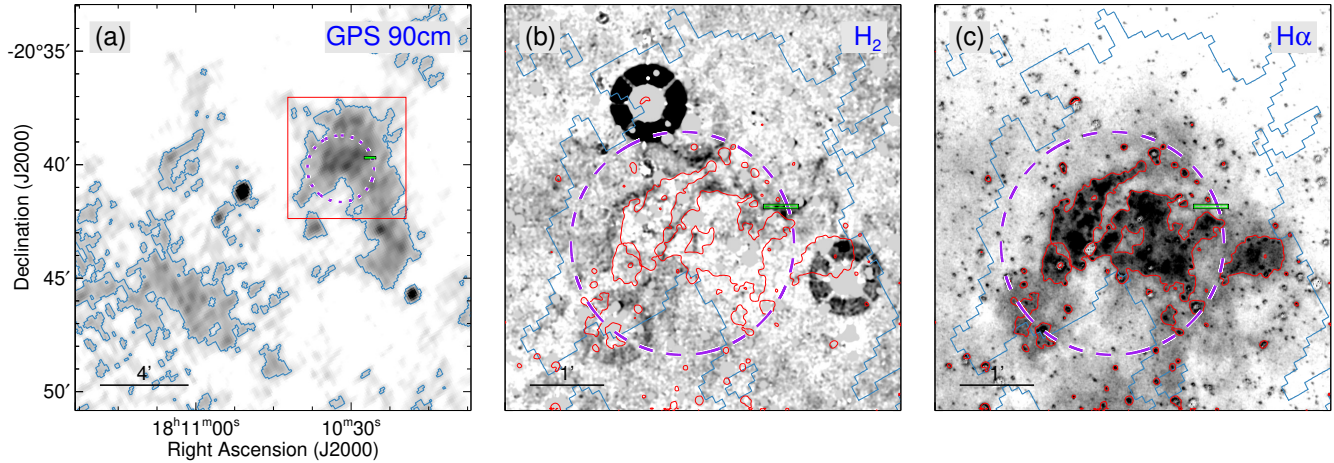 (a)
GPS 90cm
(b)
H₂
(c)
Hα
-20°35′
40′
45′
50′
Declination (J2000)
4′
1′
1′
18ʰ11ᵐ00ˢ
10ᵐ30ˢ
Right Ascension (J2000)